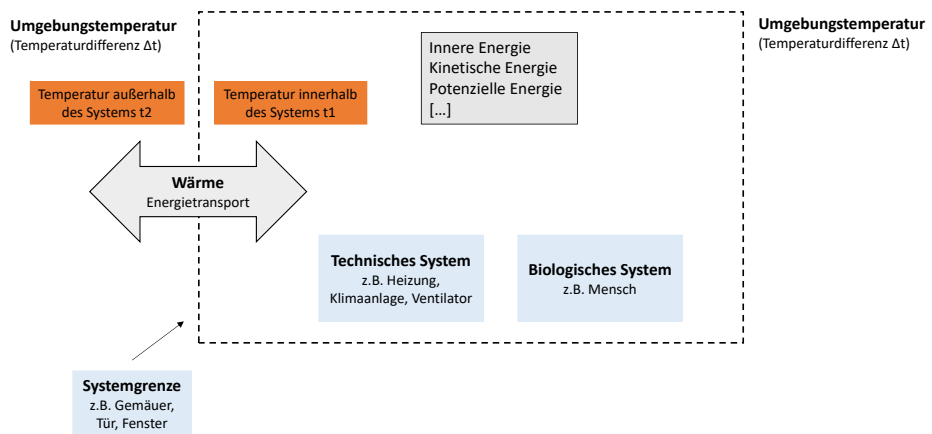 Umgebungstemperatur
(Temperaturdifferenz Δt)
Umgebungstemperatur
(Temperaturdifferenz Δt)
Innere Energie
Kinetische Energie
Potenzielle Energie
[...]
Temperatur außerhalb
des Systems t2
Temperatur innerhalb
des Systems t1
Wärme
Energietransport
Technisches System
z.B. Heizung,
Klimaanlage, Ventilator
Biologisches System
z.B. Mensch
Systemgrenze
z.B. Gemäuer,
Tür, Fenster